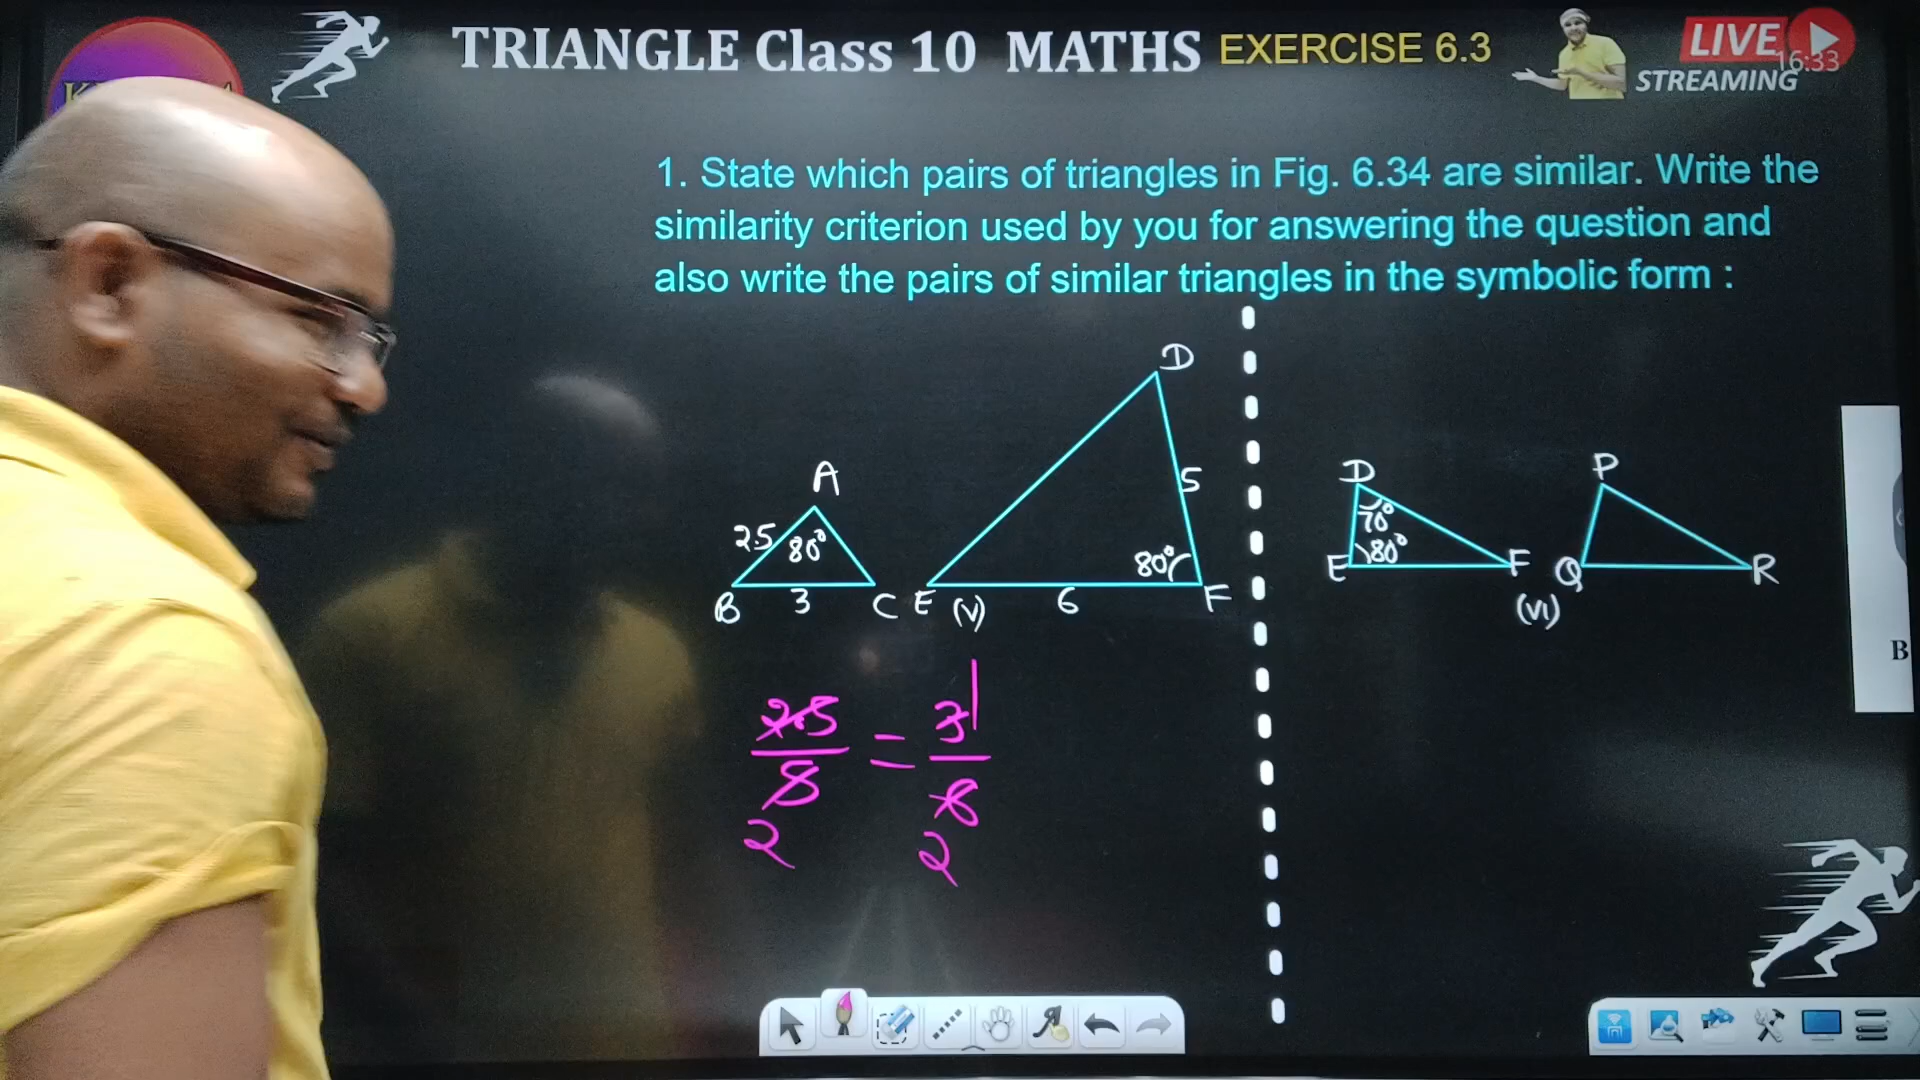 TRIANGLE Class 10 MATHS EXERCISE 6.3
LIVE
16:33
STREAMING
1. State which pairs of triangles in Fig. 6.34 are similar. Write the
similarity criterion used by you for answering the question and
also write the pairs of similar triangles in the symbolic form :
D
A
5
2.5
80°
80°
B
3
C
E
(V)
6
F
D
P
70°
80°
E
F
Q
R
(VI)
B
2.5 = 3 1
5 6
2 2